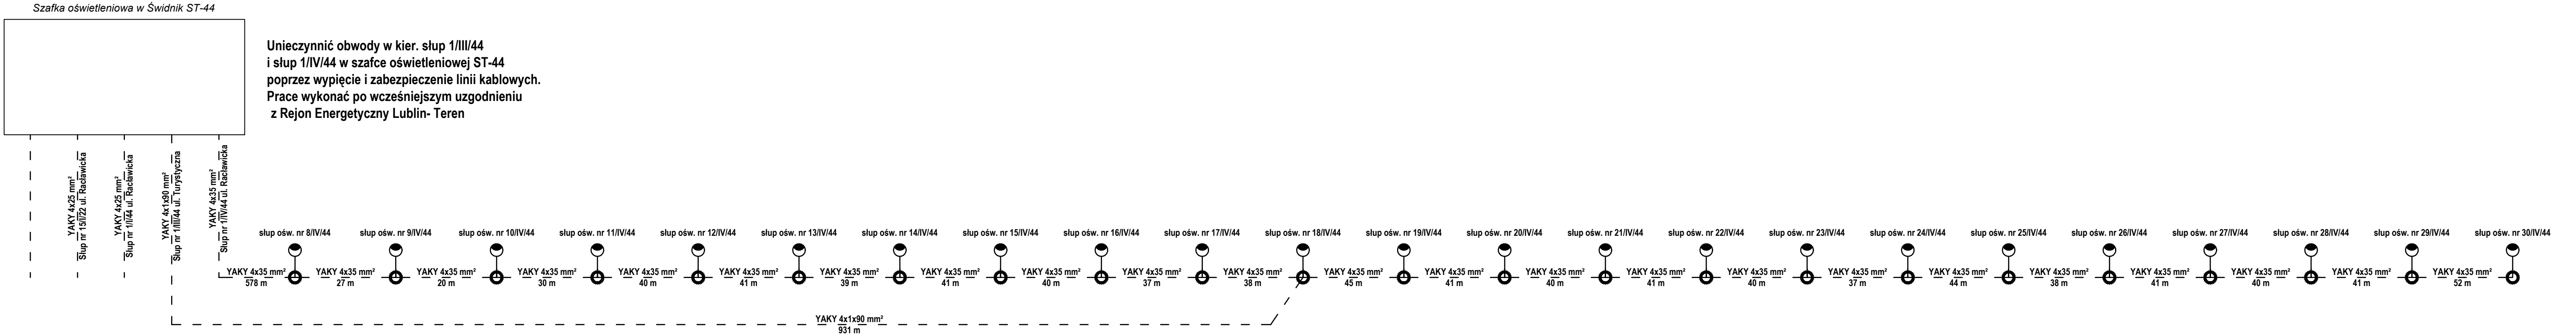 Szafka oświetleniowa w Świdnik ST-44
Unieczynnić obwody w kier. słup 1/III/44
i słup 1/IV/44 w szafce oświetleniowej ST-44
poprzez wypięcie i zabezpieczenie linii kablowych.
Prace wykonać po wcześniejszym uzgodnieniu
z Rejon Energetyczny Lublin- Teren
YAKY 4x25 mm²
Słup nr 15/I/22 ul. Racławicka
YAKY 4x25 mm²
Słup nr 1/I/44 ul. Racławicka
YAKY 4x1x90 mm²
Słup nr 1/III/44 ul. Turystyczna
YAKY 4x35 mm²
Słup nr 1/IV/44 ul. Racławicka
słup ośw. nr 8/IV/44
słup ośw. nr 9/IV/44
słup ośw. nr 10/IV/44
słup ośw. nr 11/IV/44
słup ośw. nr 12/IV/44
słup ośw. nr 13/IV/44
słup ośw. nr 14/IV/44
słup ośw. nr 15/IV/44
słup ośw. nr 16/IV/44
słup ośw. nr 17/IV/44
słup ośw. nr 18/IV/44
słup ośw. nr 19/IV/44
słup ośw. nr 20/IV/44
słup ośw. nr 21/IV/44
słup ośw. nr 22/IV/44
słup ośw. nr 23/IV/44
słup ośw. nr 24/IV/44
słup ośw. nr 25/IV/44
słup ośw. nr 26/IV/44
słup ośw. nr 27/IV/44
słup ośw. nr 28/IV/44
słup ośw. nr 29/IV/44
słup ośw. nr 30/IV/44
YAKY 4x35 mm²
578 m
YAKY 4x35 mm²
27 m
YAKY 4x35 mm²
20 m
YAKY 4x35 mm²
30 m
YAKY 4x35 mm²
40 m
YAKY 4x35 mm²
41 m
YAKY 4x35 mm²
39 m
YAKY 4x35 mm²
41 m
YAKY 4x35 mm²
40 m
YAKY 4x35 mm²
37 m
YAKY 4x35 mm²
38 m
YAKY 4x35 mm²
45 m
YAKY 4x35 mm²
41 m
YAKY 4x35 mm²
40 m
YAKY 4x35 mm²
41 m
YAKY 4x35 mm²
40 m
YAKY 4x35 mm²
37 m
YAKY 4x35 mm²
44 m
YAKY 4x35 mm²
38 m
YAKY 4x35 mm²
41 m
YAKY 4x35 mm²
40 m
YAKY 4x35 mm²
41 m
YAKY 4x35 mm²
52 m
YAKY 4x1x90 mm²
931 m